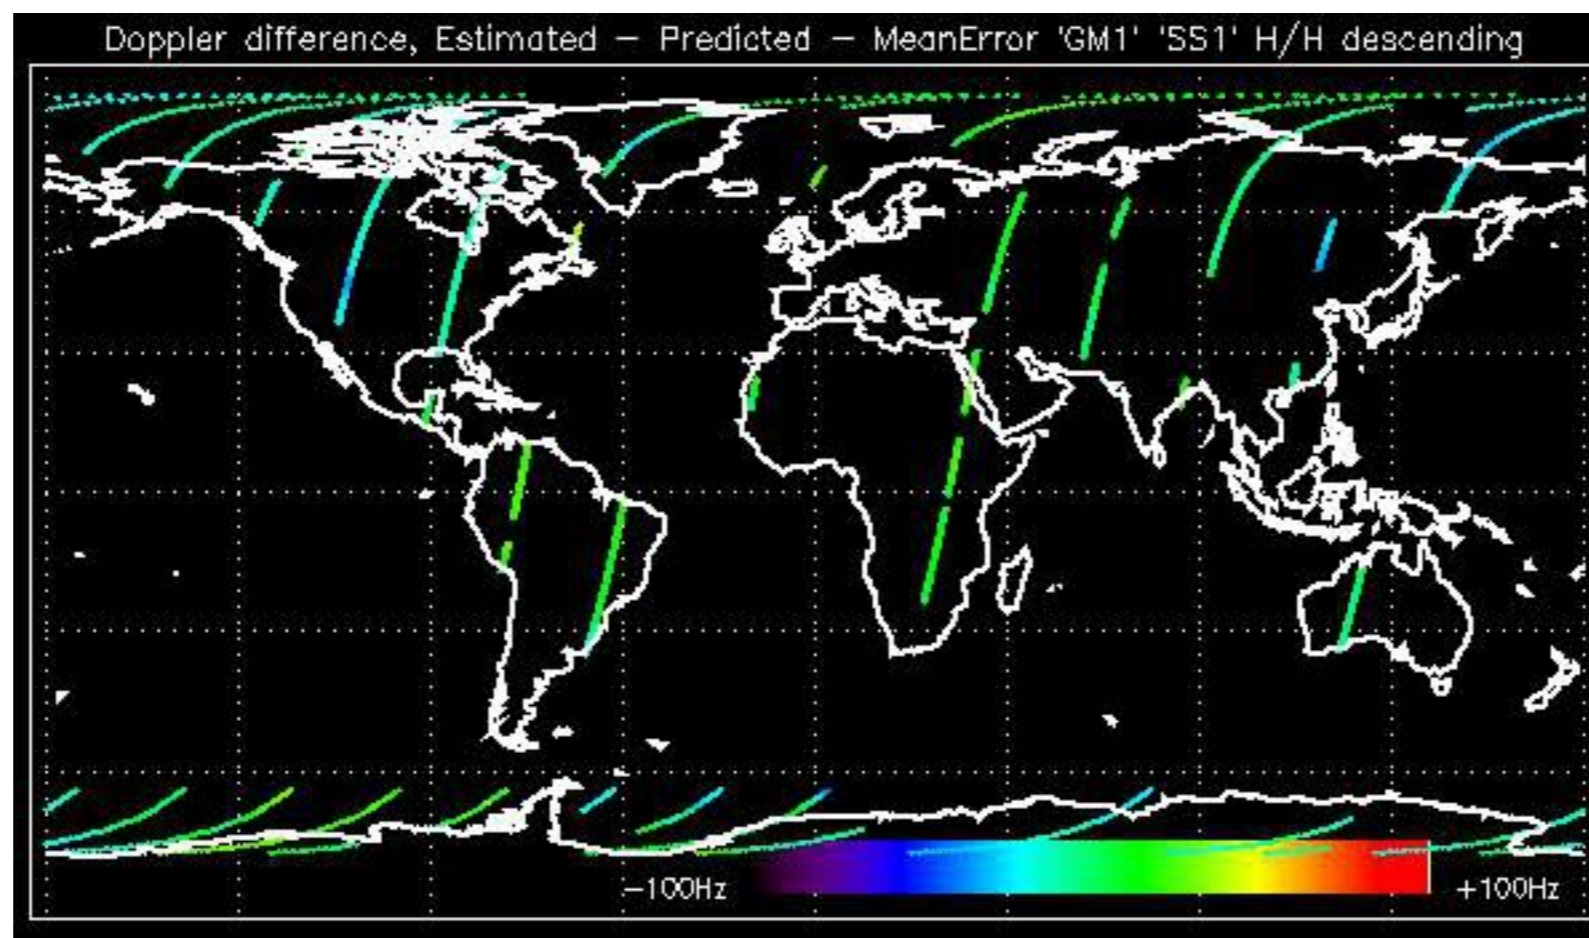 Doppler difference, Estimated – Predicted – MeanError 'GM1' 'SS1' H/H descending
–100Hz +100Hz